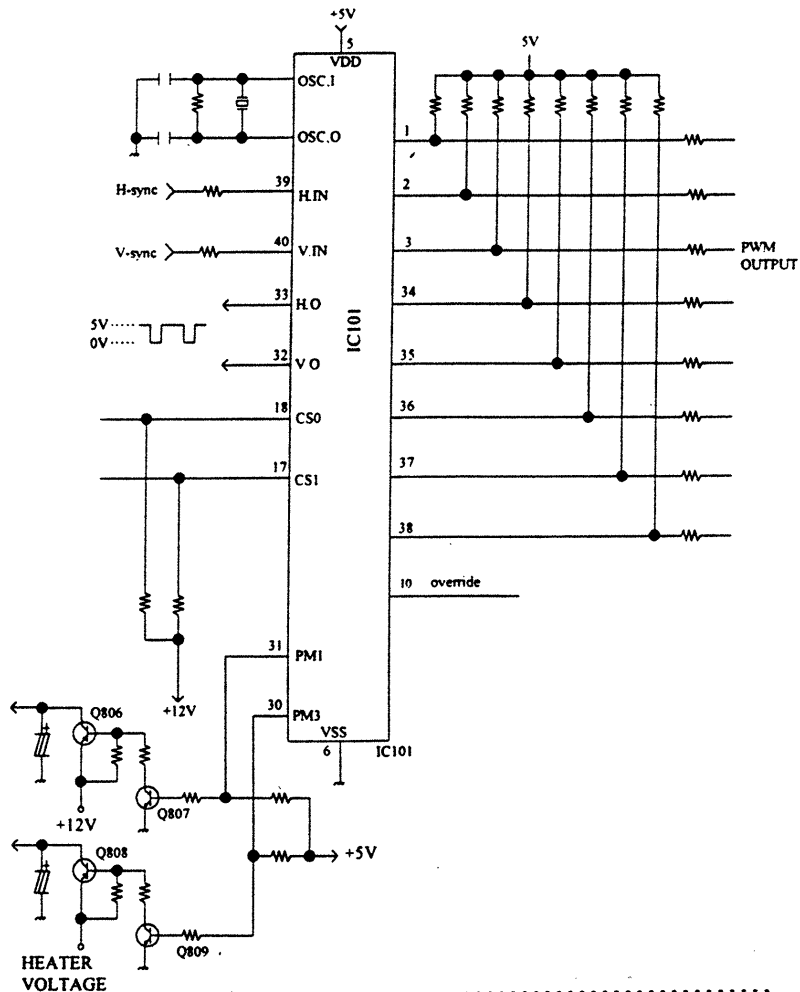 +5V
5
VDD
5V
OSC.I
OSC.O
1
39
H-sync
H.IN
2
40
V-sync
V.IN
3
PWM
OUTPUT
33
H.O
34
5V
0V
IC101
32
V O
35
18
CS0
36
17
CS1
37
38
10 override
31
PM1
+12V
30
PM3
VSS
6
IC101
Q806
Q807
+12V
Q808
+5V
Q809
HEATER
VOLTAGE